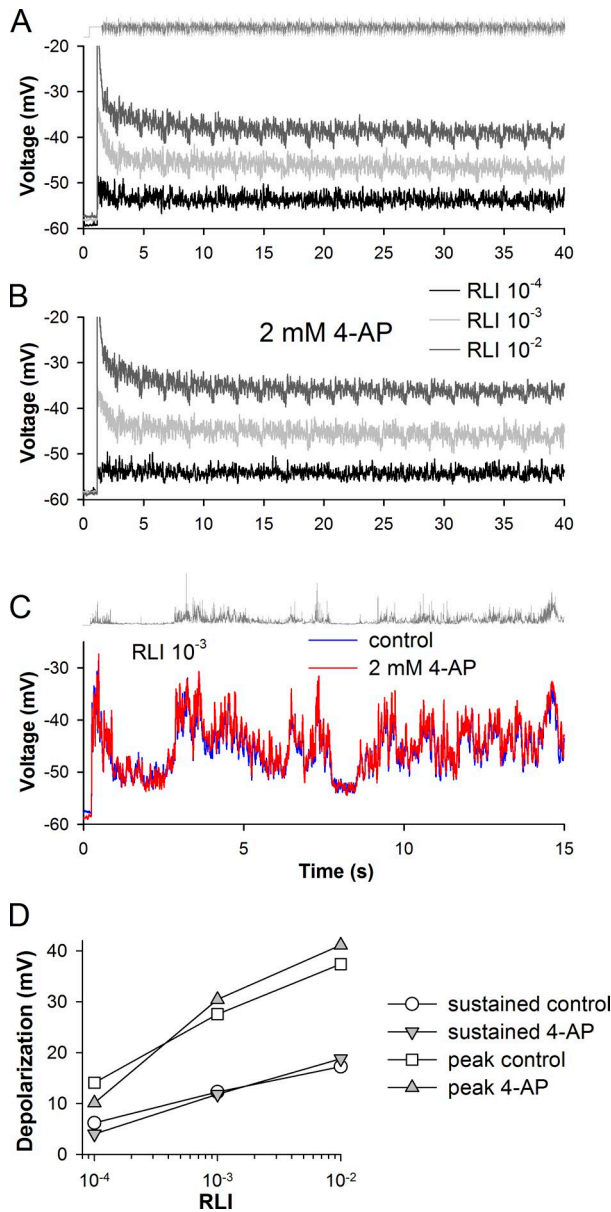 A
Voltage (mV)
-20
-30
-40
-50
-60
0 5 10 15 20 25 30 35 40
B
2 mM 4-AP
RLI 10-4
RLI 10-3
RLI 10-2
Voltage (mV)
-20
-30
-40
-50
-60
0 5 10 15 20 25 30 35 40
C
RLI 10-3
control
2 mM 4-AP
Voltage (mV)
-30
-40
-50
-60
0 5 10 15
Time (s)
D
Depolarization (mV)
40
30
20
10
0
10-4 10-3 10-2
RLI
sustained control
sustained 4-AP
peak control
peak 4-AP